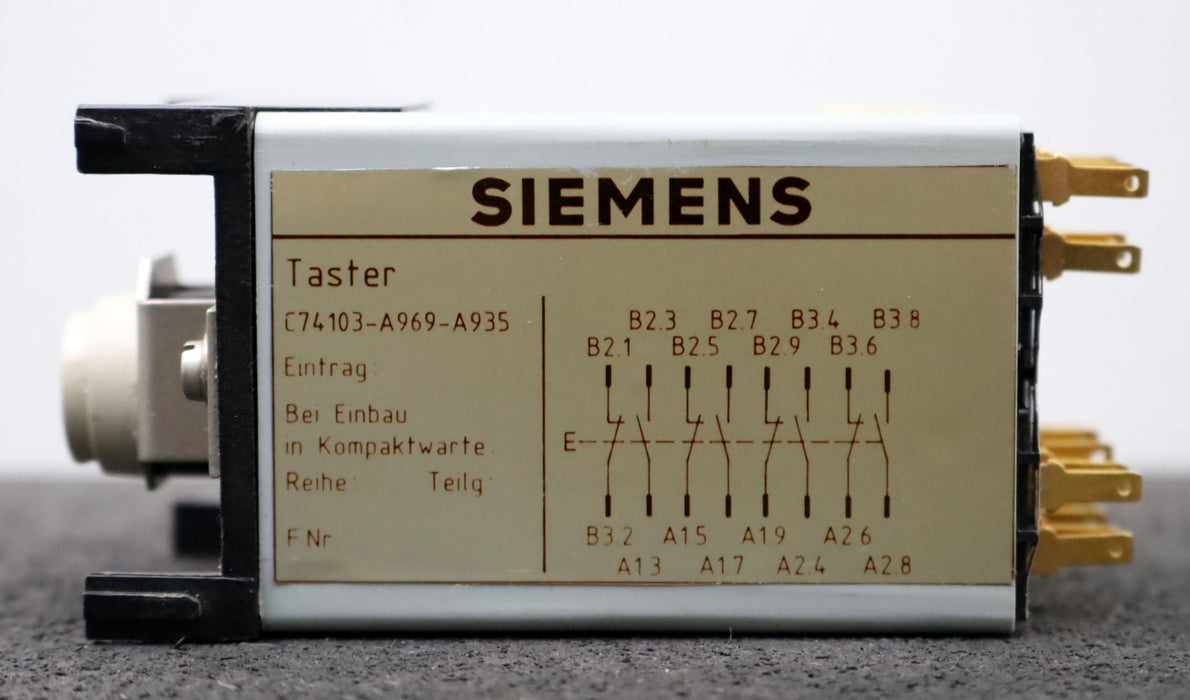 SIEMENS
Taster
C74103-A969-A935
Eintrag:
Bei Einbau
in Kompaktwarte
Reihe: Teilg:
F.Nr.
B2.3 B2.7 B3.4 B3.8
B2.1 B2.5 B2.9 B3.6
E
B3.2 A1.5 A1.9 A2.6
A1.3 A1.7 A2.4 A2.8